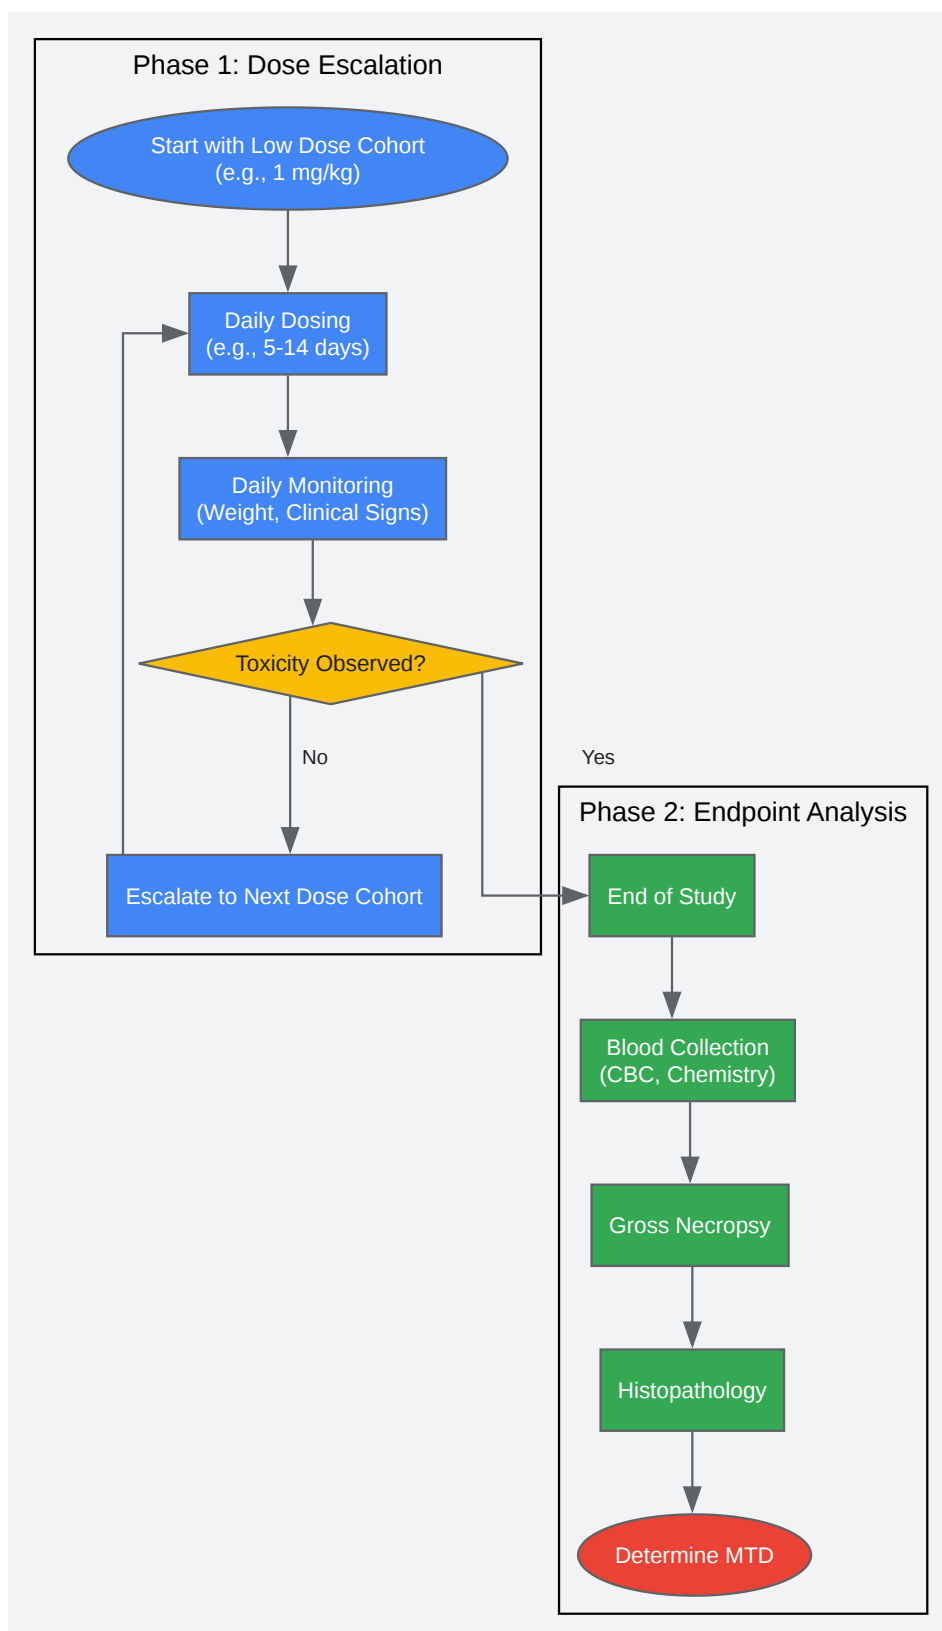 Phase 1: Dose Escalation
Start with Low Dose Cohort
(e.g., 1 mg/kg)
Daily Dosing
(e.g., 5-14 days)
Daily Monitoring
(Weight, Clinical Signs)
Toxicity Observed?
No
Yes
Escalate to Next Dose Cohort
Phase 2: Endpoint Analysis
End of Study
Blood Collection
(CBC, Chemistry)
Gross Necropsy
Histopathology
Determine MTD